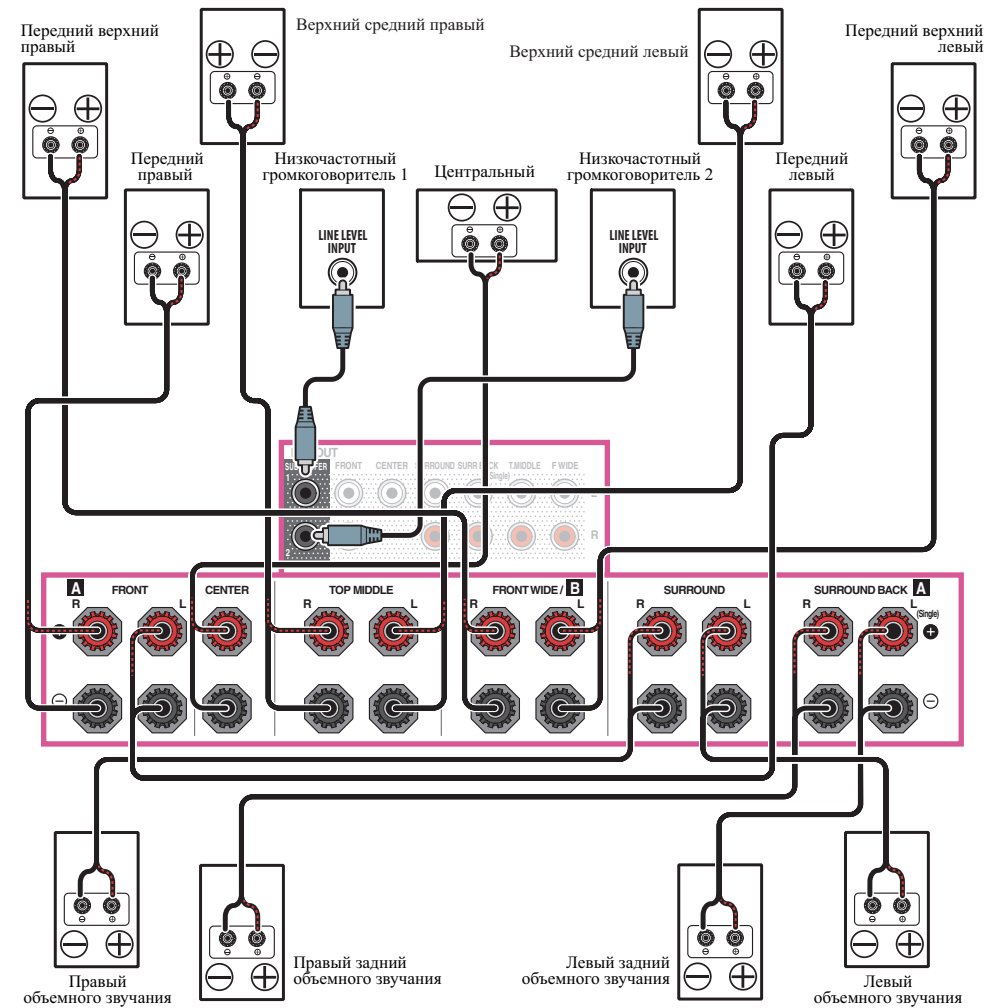 Передний верхний
правый
Верхний средний правый
Верхний средний левый
Передний верхний
левый
Передний
правый
Низкочастотный
громкоговоритель 1
Центральный
Низкочастотный
громкоговоритель 2
Передний
левый
LINE LEVEL
INPUT
LINE LEVEL
INPUT
OUT
FRONT CENTER T.MIDDLE F WIDE
1
(Single)
L
2
R
A FRONT CENTER TOP MIDDLE FRONT WIDE / B SURROUND SURROUND BACK A
R L R L R L R L R L
(Single)
Правый
объемного звучания
Правый задний
объемного звучания
Левый задний
объемного звучания
Левый
объемного звучания